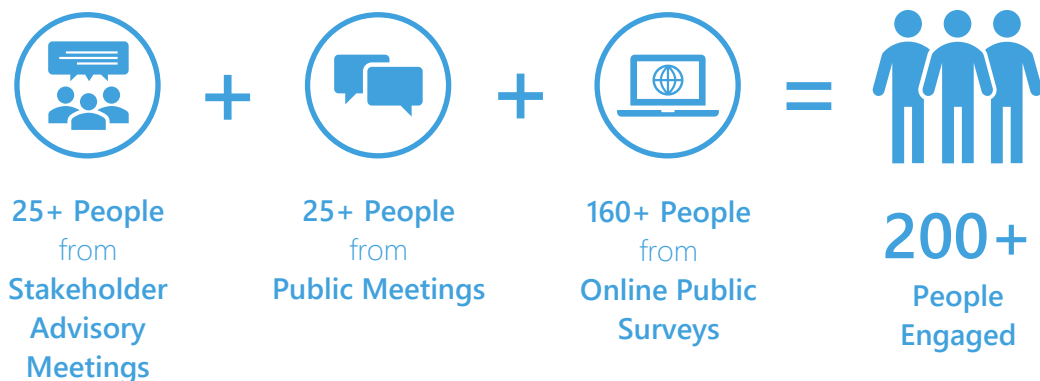 +
+
=
25+ People
from
Stakeholder
Advisory
Meetings
25+ People
from
Public Meetings
160+ People
from
Online Public
Surveys
200+
People
Engaged